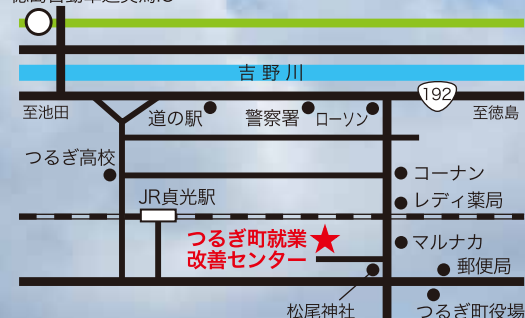 吉野川
192
至池田
至徳島
道の駅
警察署
ローソン
つるぎ高校
コーナン
JR貞光駅
レディ薬局
つるぎ町就業
改善センター
マルナカ
郵便局
松尾神社
つるぎ町役場